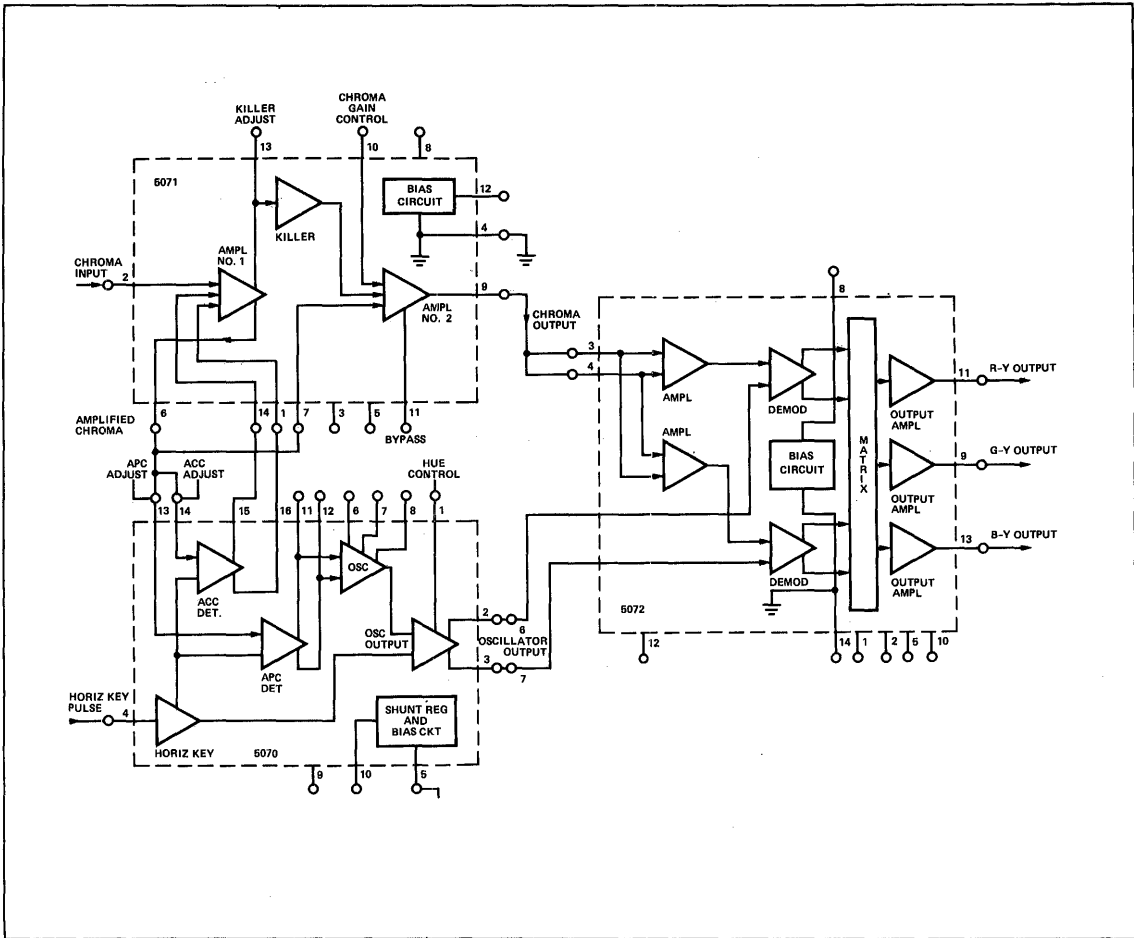 KILLER
ADJUST
13
CHROMA
GAIN
CONTROL
10
8
5071
BIAS
CIRCUIT
12
KILLER
4
AMPL
NO. 1
CHROMA
INPUT
2
9
AMPL
NO. 2
CHROMA
OUTPUT
6
14
1
7
3
5
11
AMPLIFIED
CHROMA
BYPASS
APC
ADJUST
ACC
ADJUST
HUE
CONTROL
13
14
15
16
11
12
6
7
8
1
OSC
ACC
DET.
OSC
OUTPUT
2
6
OSCILLATOR
OUTPUT
3
7
APC
DET
HORIZ KEY
PULSE
4
SHUNT REG
AND
BIAS CKT
HORIZ KEY
5070
9
10
5
8
3
4
AMPL
DEMOD
AMPL
BIAS
CIRCUIT
MATRIX
OUTPUT
AMPL
11
R-Y OUTPUT
OUTPUT
AMPL
9
G-Y OUTPUT
OUTPUT
AMPL
13
B-Y OUTPUT
DEMOD
5072
12
14
1
2
5
10